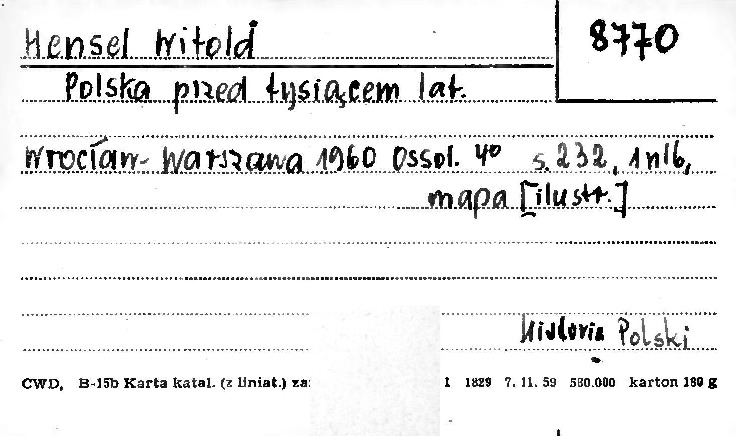 Hensel Witold
8770
Polska przed tysiącem lat.
Wrocław-Warszawa 1960 Ossol. 4° s. 232, 1 nlb,
mapa [ilustr.]
Historia Polski
CWD, B-15b Karta katal. (z liniat.) za: 1 1829 7. 11. 59 580.000 karton 180 g